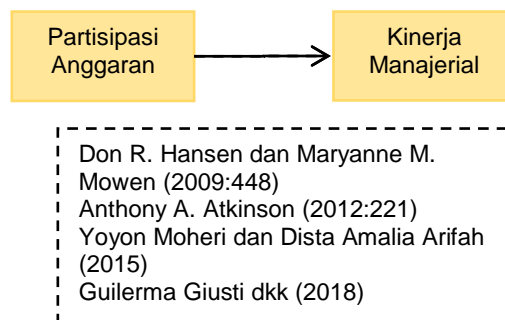 Partisipasi
Anggaran
Kinerja
Manajerial
Don R. Hansen dan Maryanne M.
Mowen (2009:448)
Anthony A. Atkinson (2012:221)
Yoyon Moheri dan Dista Amalia Arifah
(2015)
Guilerma Giusti dkk (2018)